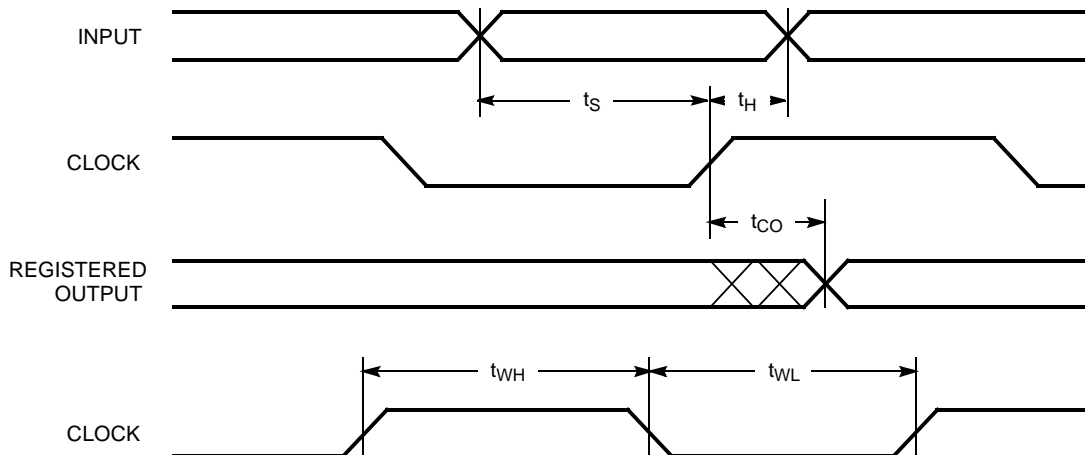 INPUT
tS
tH
CLOCK
tCO
REGISTERED
OUTPUT
tWH
tWL
CLOCK